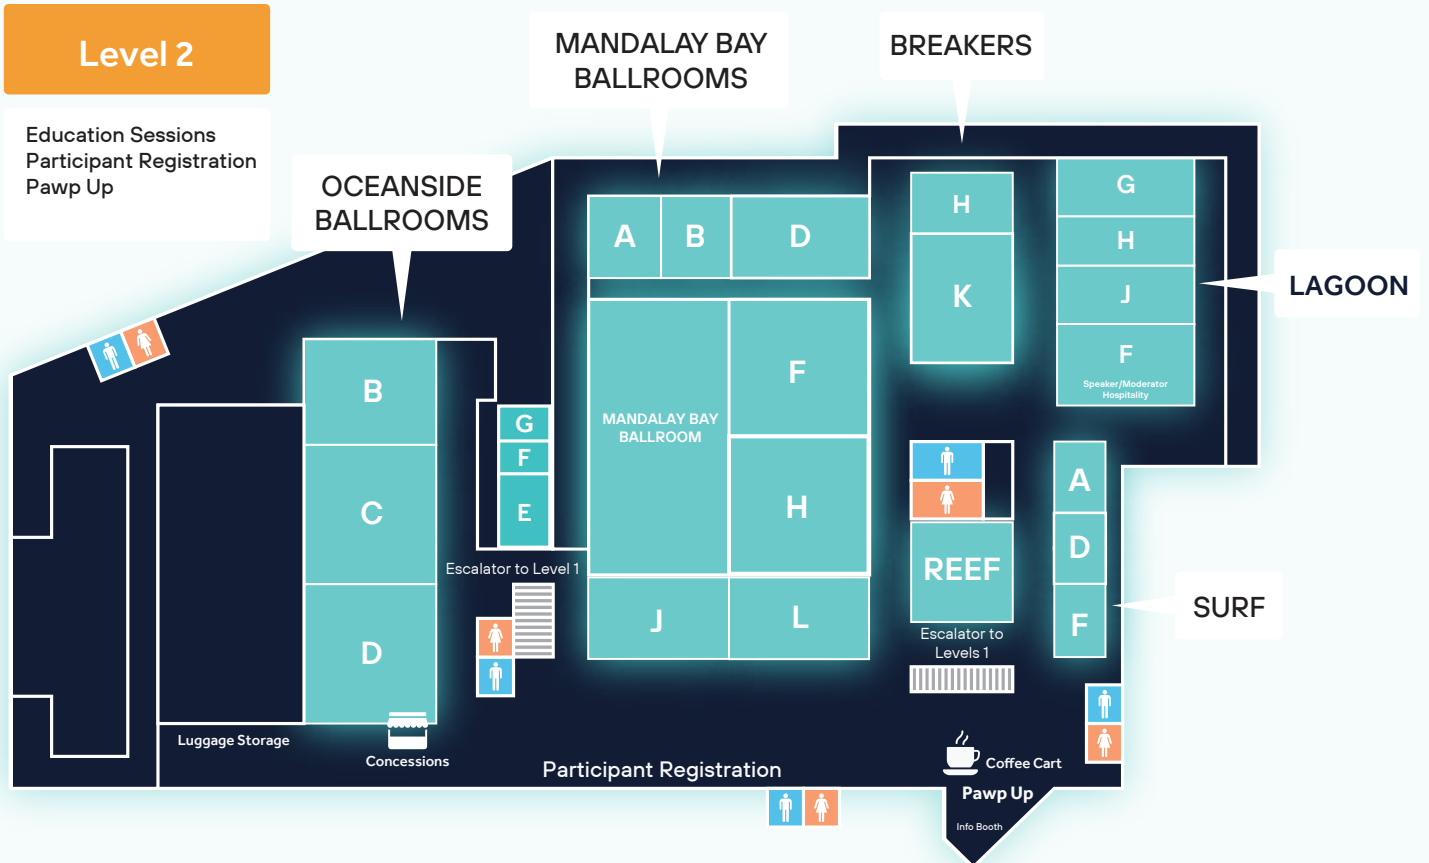 Level 2
Education Sessions
Participant Registration
Pawp Up
OCEANSIDE
BALLROOMS
MANDALAY BAY
BALLROOMS
BREAKERS
LAGOON
SURF
B
C
D
G
F
E
A
B
D
MANDALAY BAY
BALLROOM
F
H
J
L
H
K
G
H
J
F
Speaker/Moderator
Hospitality
A
D
F
REEF
Escalator to Level 1
Escalator to
Levels 1
Luggage Storage
Concessions
Participant Registration
Coffee Cart
Pawp Up
Info Booth